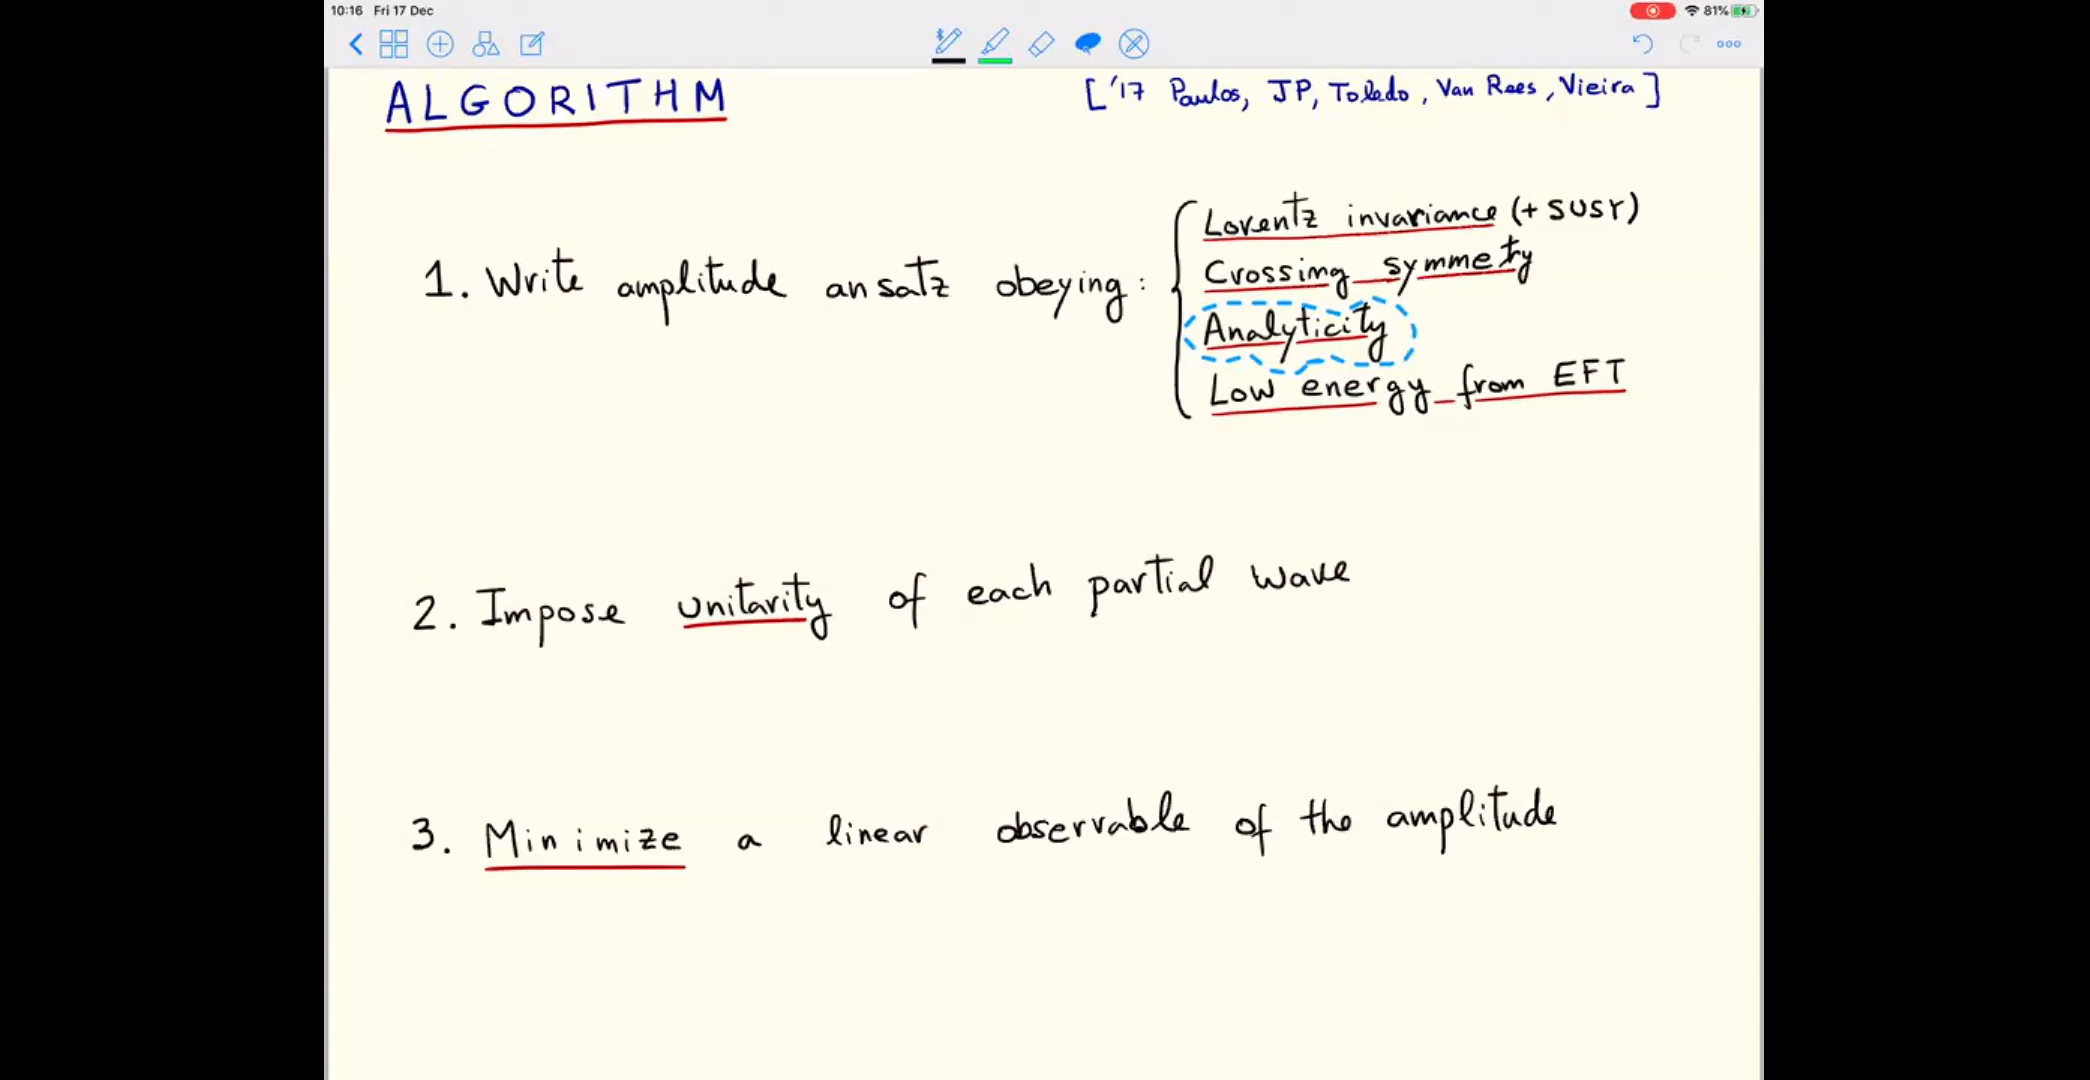 10:16 Fri 17 Dec
81%
ALGORITHM
['17 Paulos, JP, Toledo, Van Rees, Vieira]
1. Write amplitude ansatz obeying:
Lorentz invariance (+ SUSY)
Crossing symmety
Analyticity
Low energy from EFT
2. Impose unitarity of each partial wave
3. Minimize a linear observable of the amplitude